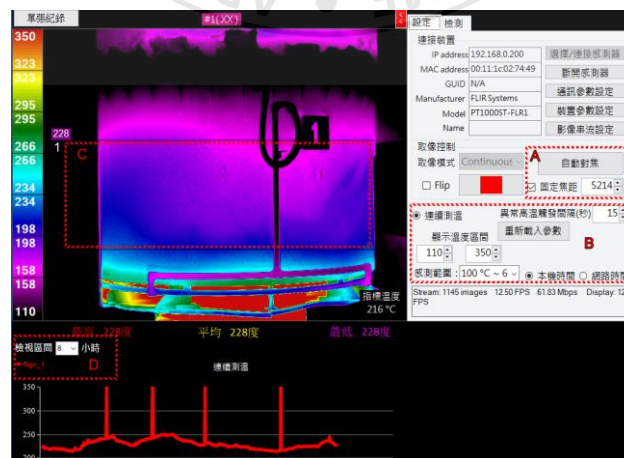 單張紀錄
#1(XX)
350
323
323
295
295
266
266
234
234
198
198
158
158
110
228
1
C
1
指標溫度
216 °C
最高 228度
平均 228度
最低 228度
檢視區間 8 小時
Rgn_1
D
連續測溫
350
300
250
設定 檢測
連接裝置
IP address 192.168.0.200
選擇/連接感測器
MAC address 00:11:1c:02:74:49
斷開感測器
GUID N/A
通訊參數設定
Manufacturer FLIR Systems
裝置參數設定
Model PT1000ST-FLR1
Name
影像串流設定
取像控制
取像模式 Continuous
A
自動對焦
Flip
固定焦距 5214
連續測溫
異常高溫觸發間隔(秒) 15
顯示溫度區間
重新載入參數
B
110 350
感測範圍：100 °C ~ 6
本機時間 網路時間
Stream: 1145 images 12.50 FPS 61.83 Mbps Display: 12
FPS